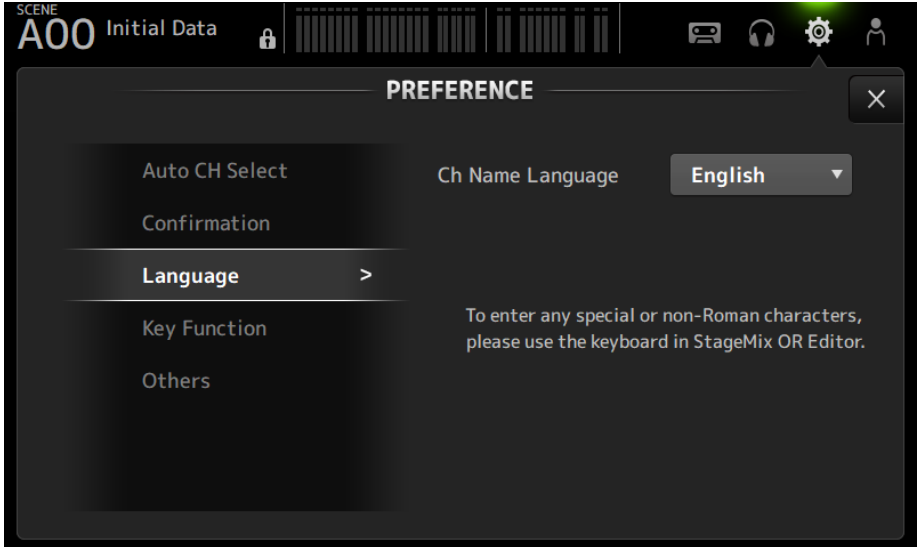 SCENE
A00 Initial Data
PREFERENCE
Auto CH Select
Confirmation
Language >
Key Function
Others
Ch Name Language English
To enter any special or non-Roman characters,
please use the keyboard in StageMix OR Editor.